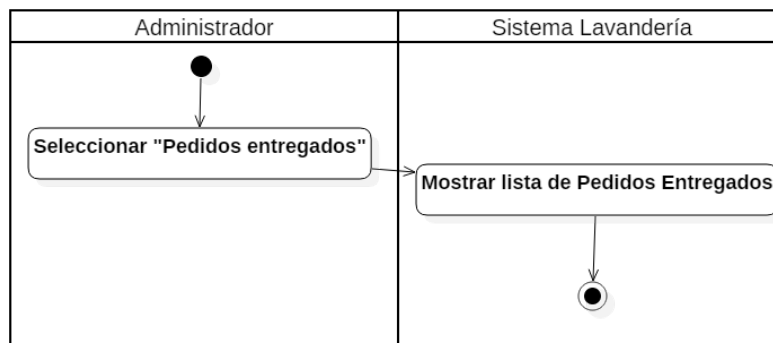 Administrador
Sistema Lavandería
Seleccionar "Pedidos entregados"
Mostrar lista de Pedidos Entregados